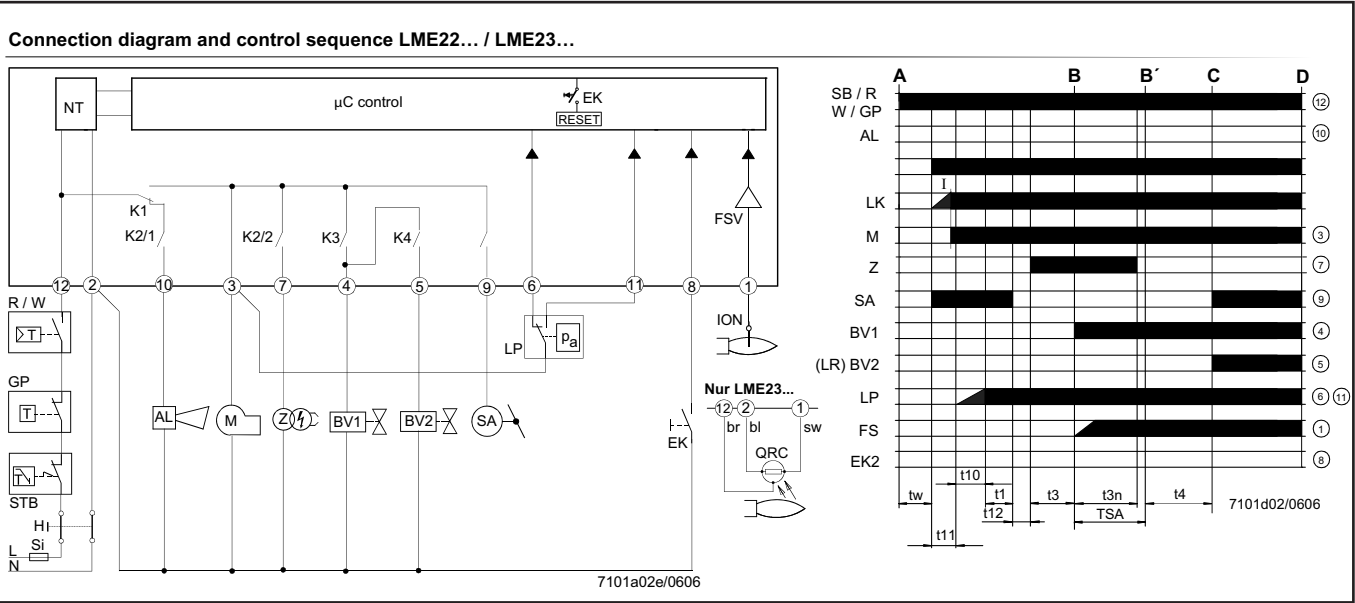 Connection diagram and control sequence LME22… / LME23…
NT
µC control
EK
RESET
FSV
K1
K2/1
K2/2
K3
K4
12
2
10
3
7
4
5
9
6
11
8
1
R / W
T
GP
T
STB
H
L
Si
N
AL
M
Z
BV1
BV2
SA
LP
pa
ION
EK
Nur LME23...
12 2 1
br bl sw
QRC
7101a02e/0606
A B B´ C D
SB / R
W / GP
12
AL
10
I
LK
M
3
Z
7
SA
9
BV1
4
(LR) BV2
5
LP
6 11
FS
1
EK2
8
t10
tw t1 t3 t3n t4
t12 TSA
t11
7101d02/0606